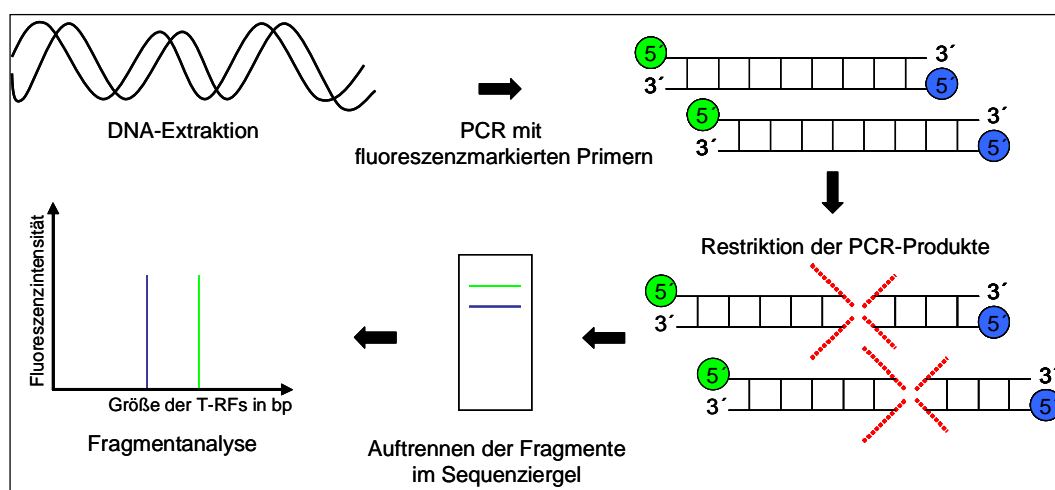 DNA-Extraktion
PCR mit
fluoreszenzmarkierten Primern
5´ 3´
3´ 5´
5´ 3´
3´ 5´
Restriktion der PCR-Produkte
5´ 3´
3´ 5´
5´ 3´
3´ 5´
Auftrennen der Fragmente
im Sequenziergel
Fluoreszenzintensität
Größe der T-RFs in bp
Fragmentanalyse